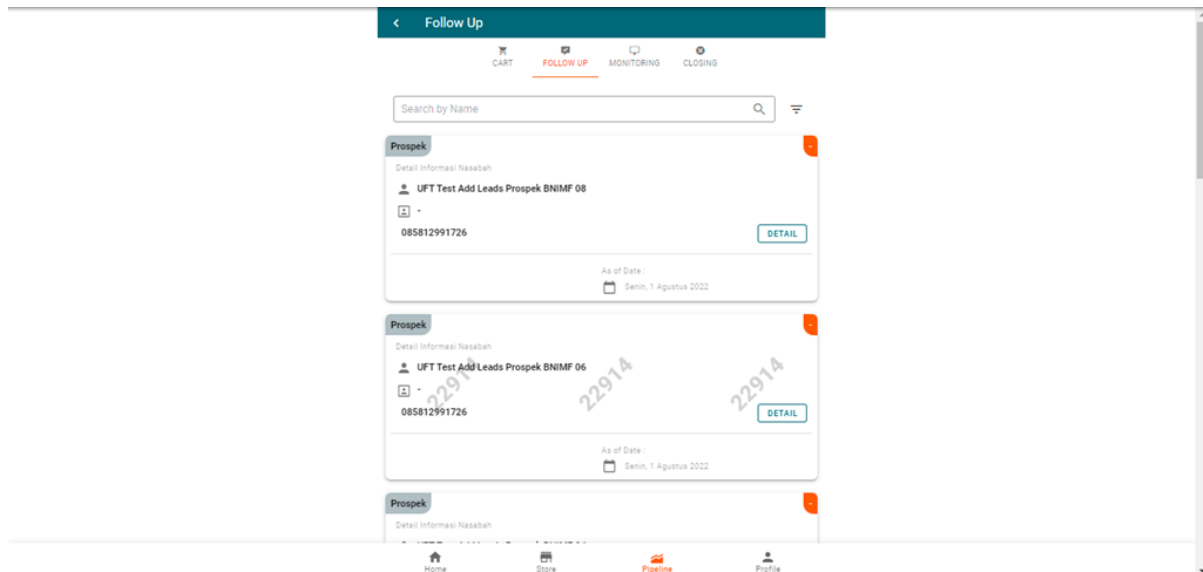 Follow Up
CART FOLLOW UP MONITORING CLOSING
Search by Name
Prospek -
Detail Informasi Nasabah
UFT Test Add Leads Prospek BNIMF 08
-
085812991726 DETAIL
As of Date :
Senin, 1 Agustus 2022
Prospek -
Detail Informasi Nasabah
UFT Test Add Leads Prospek BNIMF 06
-
22914 22914 22914
085812991726 DETAIL
As of Date :
Senin, 1 Agustus 2022
Prospek -
Detail Informasi Nasabah
Home Store Pipeline Profile